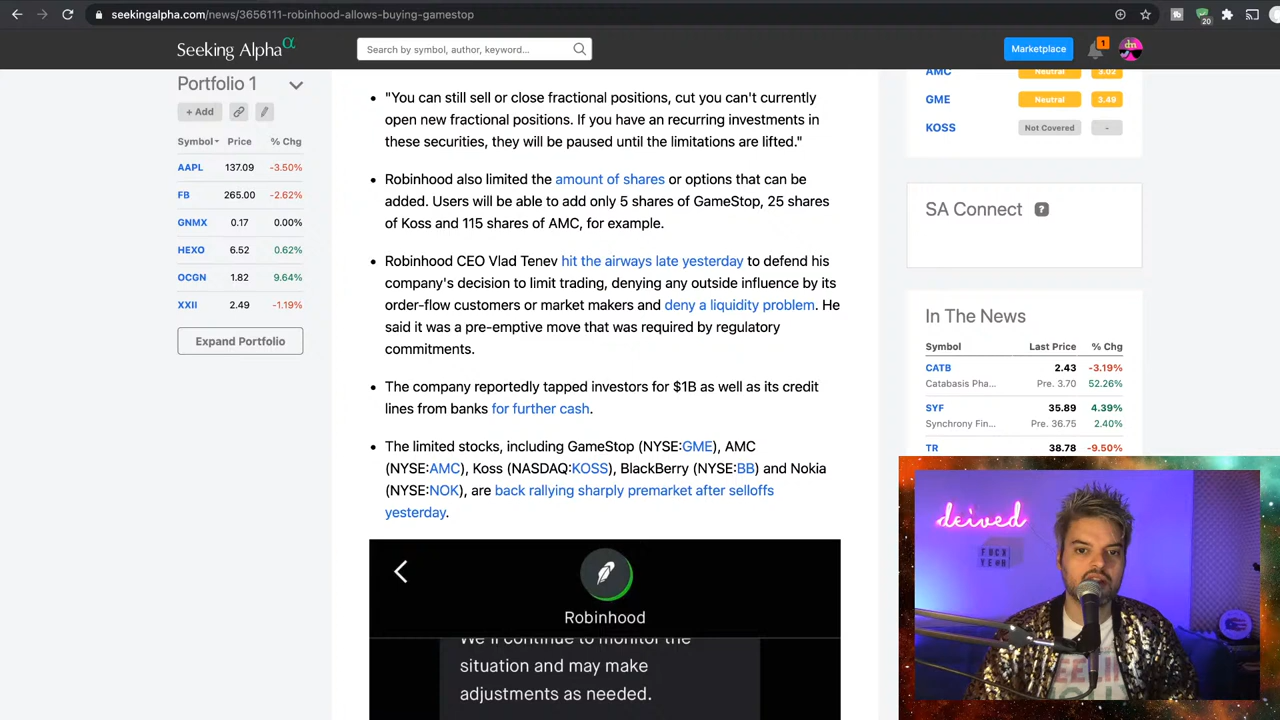 seekingalpha.com/news/3656111-robinhood-allows-buying-gamestop
20
Seeking Alpha α
Search by symbol, author, keyword...
Marketplace
1
dm
Portfolio 1
+ Add
Symbol Price % Chg
AAPL 137.09 -3.50%
FB 265.00 -2.62%
GNMX 0.17 0.00%
HEXO 6.52 0.62%
OCGN 1.82 9.64%
XXII 2.49 -1.19%
Expand Portfolio
• "You can still sell or close fractional positions, cut you can't currently
open new fractional positions. If you have an recurring investments in
these securities, they will be paused until the limitations are lifted."
• Robinhood also limited the amount of shares or options that can be
added. Users will be able to add only 5 shares of GameStop, 25 shares
of Koss and 115 shares of AMC, for example.
• Robinhood CEO Vlad Tenev hit the airways late yesterday to defend his
company's decision to limit trading, denying any outside influence by its
order-flow customers or market makers and deny a liquidity problem. He
said it was a pre-emptive move that was required by regulatory
commitments.
• The company reportedly tapped investors for $1B as well as its credit
lines from banks for further cash.
• The limited stocks, including GameStop (NYSE:GME), AMC
(NYSE:AMC), Koss (NASDAQ:KOSS), BlackBerry (NYSE:BB) and Nokia
(NYSE:NOK), are back rallying sharply premarket after selloffs
yesterday.
Robinhood
We'll continue to monitor the
situation and may make
adjustments as needed.
AMC Neutral 3.02
GME Neutral 3.49
KOSS Not Covered -
SA Connect ?
In The News
Symbol Last Price % Chg
CATB 2.43 -3.19%
Catabasis Pha... Pre. 3.70 52.26%
SYF 35.89 4.39%
Synchrony Fin... Pre. 36.75 2.40%
TR 38.78 -9.50%
deived
FUCK
YEAH